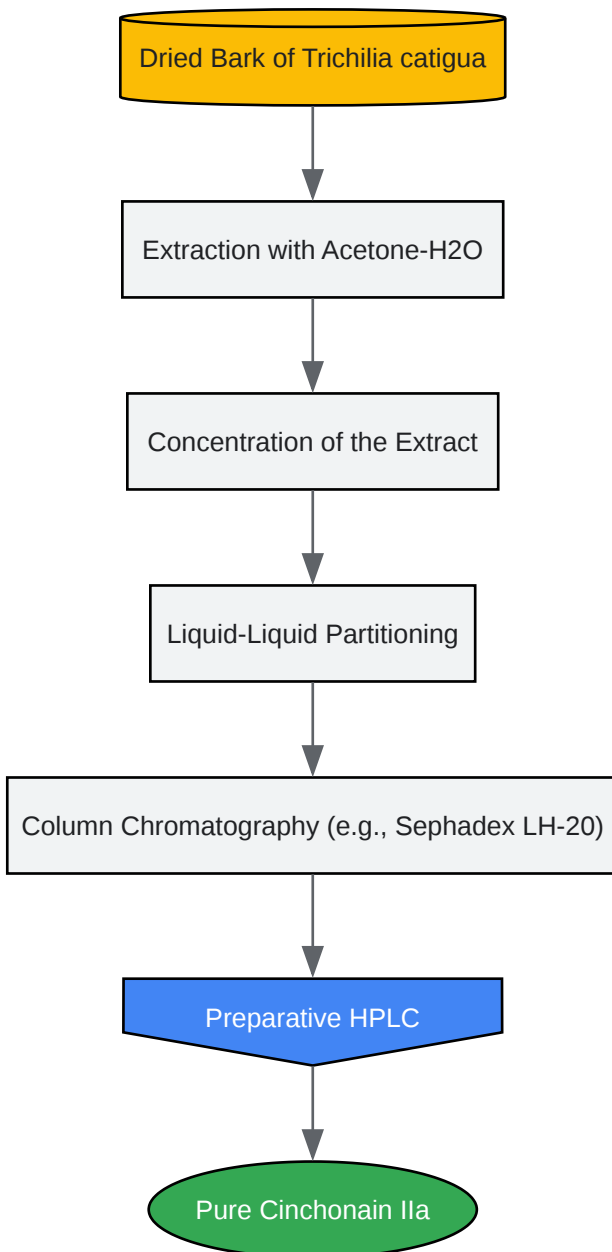 Dried Bark of Trichilia catigua
Extraction with Acetone-H2O
Concentration of the Extract
Liquid-Liquid Partitioning
Column Chromatography (e.g., Sephadex LH-20)
Preparative HPLC
Pure Cinchonain IIa